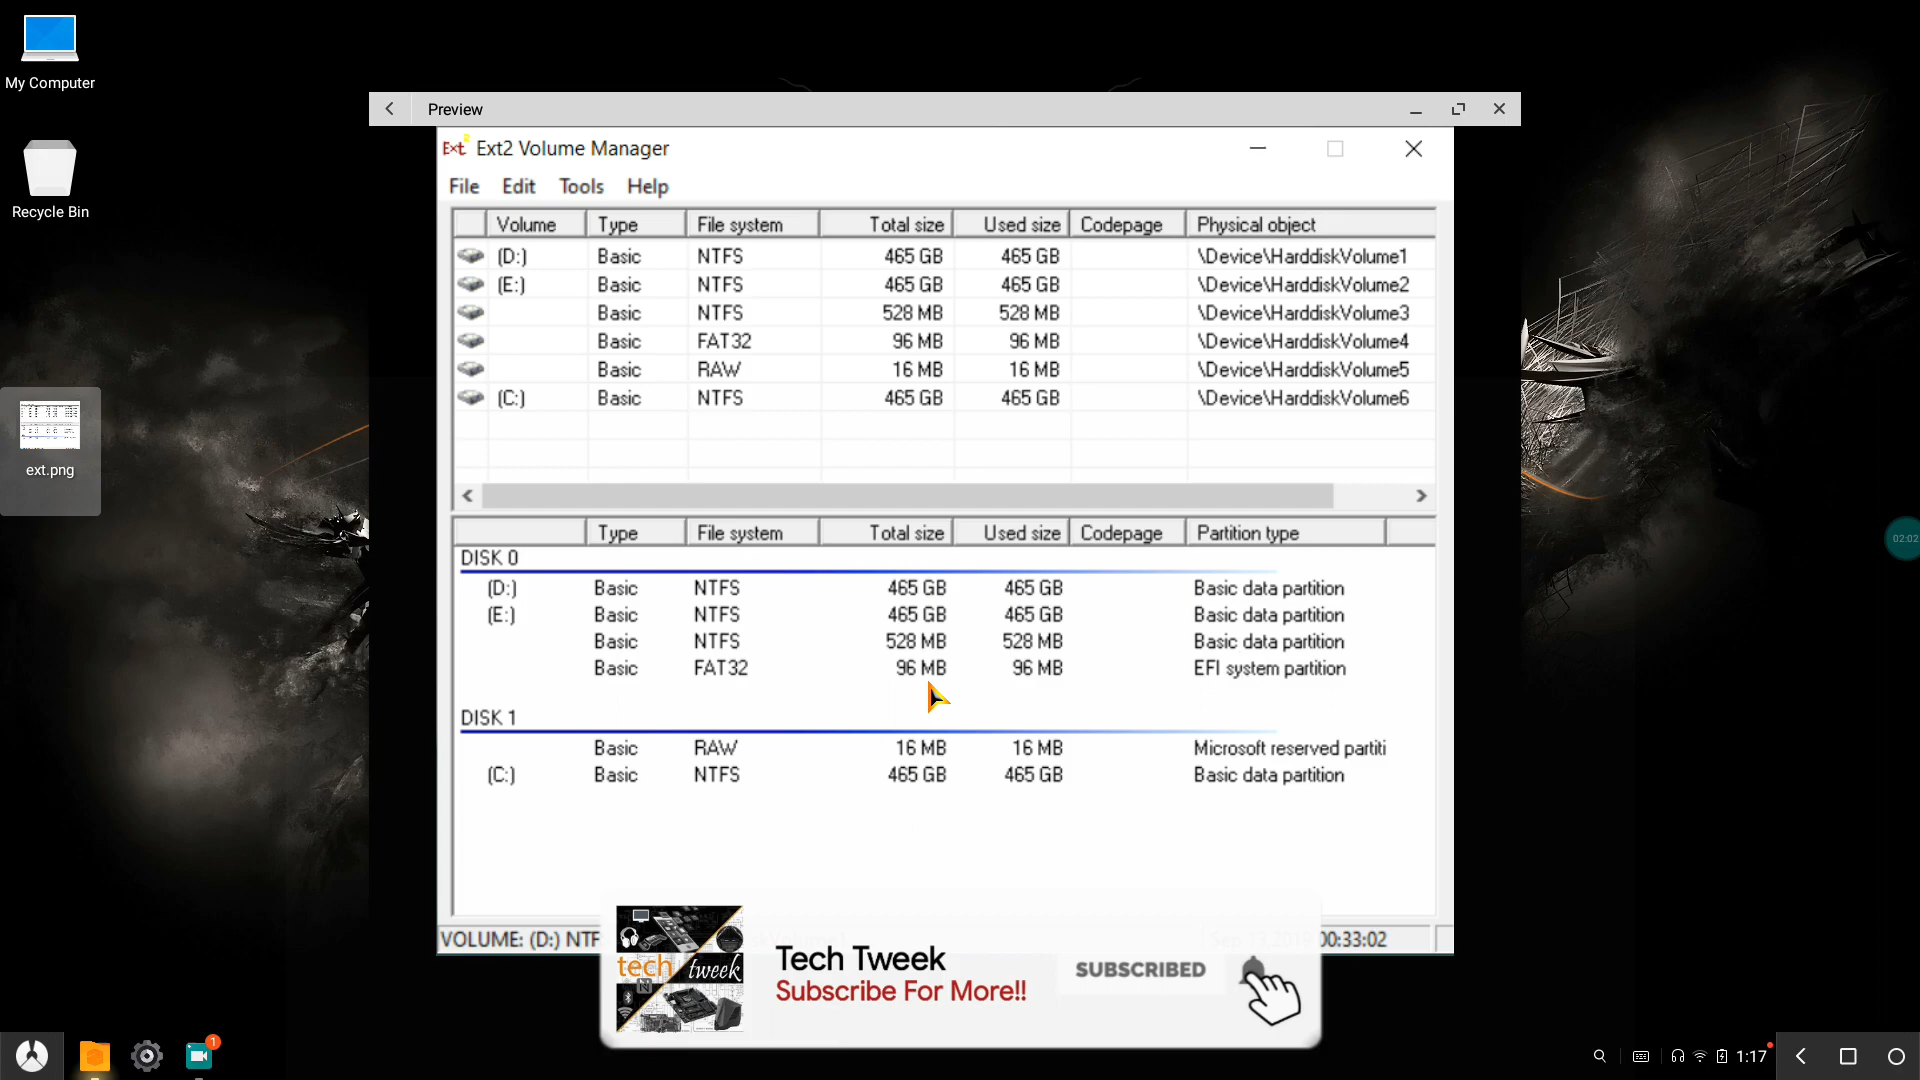 My Computer
Recycle Bin
ext.png
Preview
Ext2 Volume Manager
File Edit Tools Help
Volume Type File system Total size Used size Codepage Physical object
(D:) Basic NTFS 465 GB 465 GB \Device\HarddiskVolume1
(E:) Basic NTFS 465 GB 465 GB \Device\HarddiskVolume2
Basic NTFS 528 MB 528 MB \Device\HarddiskVolume3
Basic FAT32 96 MB 96 MB \Device\HarddiskVolume4
Basic RAW 16 MB 16 MB \Device\HarddiskVolume5
(C:) Basic NTFS 465 GB 465 GB \Device\HarddiskVolume6
Type File system Total size Used size Codepage Partition type
DISK 0
(D:) Basic NTFS 465 GB 465 GB Basic data partition
(E:) Basic NTFS 465 GB 465 GB Basic data partition
Basic NTFS 528 MB 528 MB Basic data partition
Basic FAT32 96 MB 96 MB EFI system partition
DISK 1
Basic RAW 16 MB 16 MB Microsoft reserved partiti
(C:) Basic NTFS 465 GB 465 GB Basic data partition
VOLUME: (D:) NTF 00:33:02
tech tweek
Tech Tweek
Subscribe For More!!
SUBSCRIBED
02:02
1
1:17